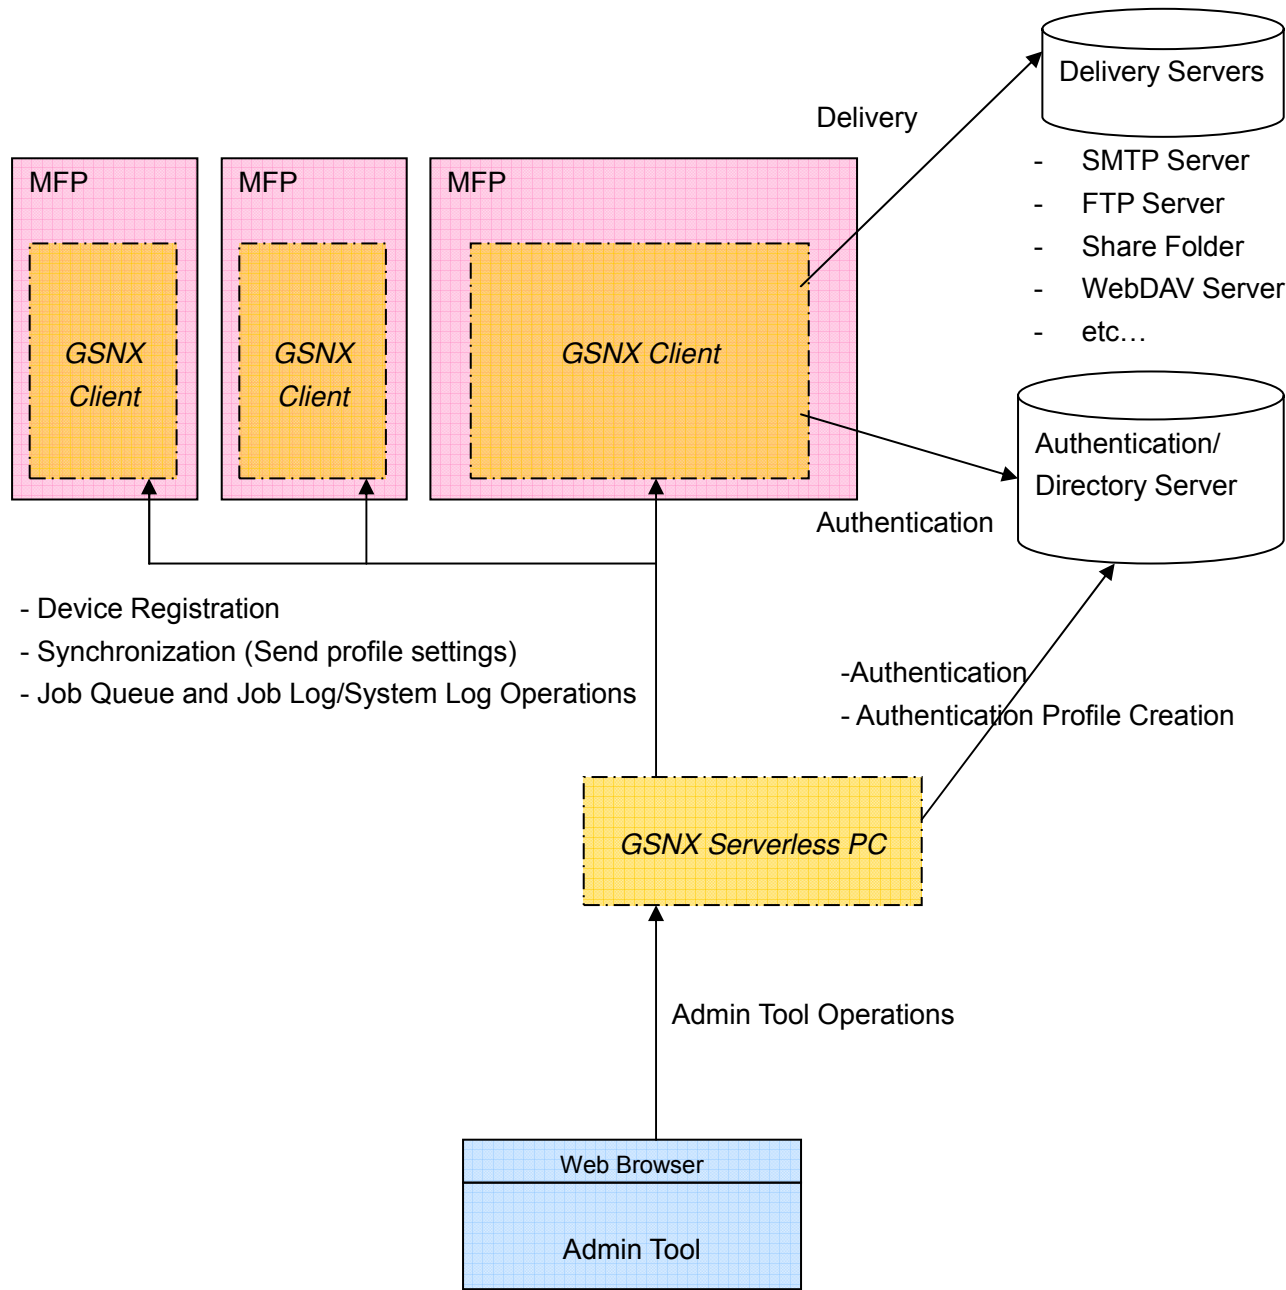 Delivery Servers
Delivery
- SMTP Server
- FTP Server
- Share Folder
- WebDAV Server
- etc…
MFP
GSNX
Client
MFP
GSNX
Client
MFP
GSNX Client
Authentication/
Directory Server
Authentication
- Device Registration
- Synchronization (Send profile settings)
- Job Queue and Job Log/System Log Operations
-Authentication
- Authentication Profile Creation
GSNX Serverless PC
Admin Tool Operations
Web Browser
Admin Tool